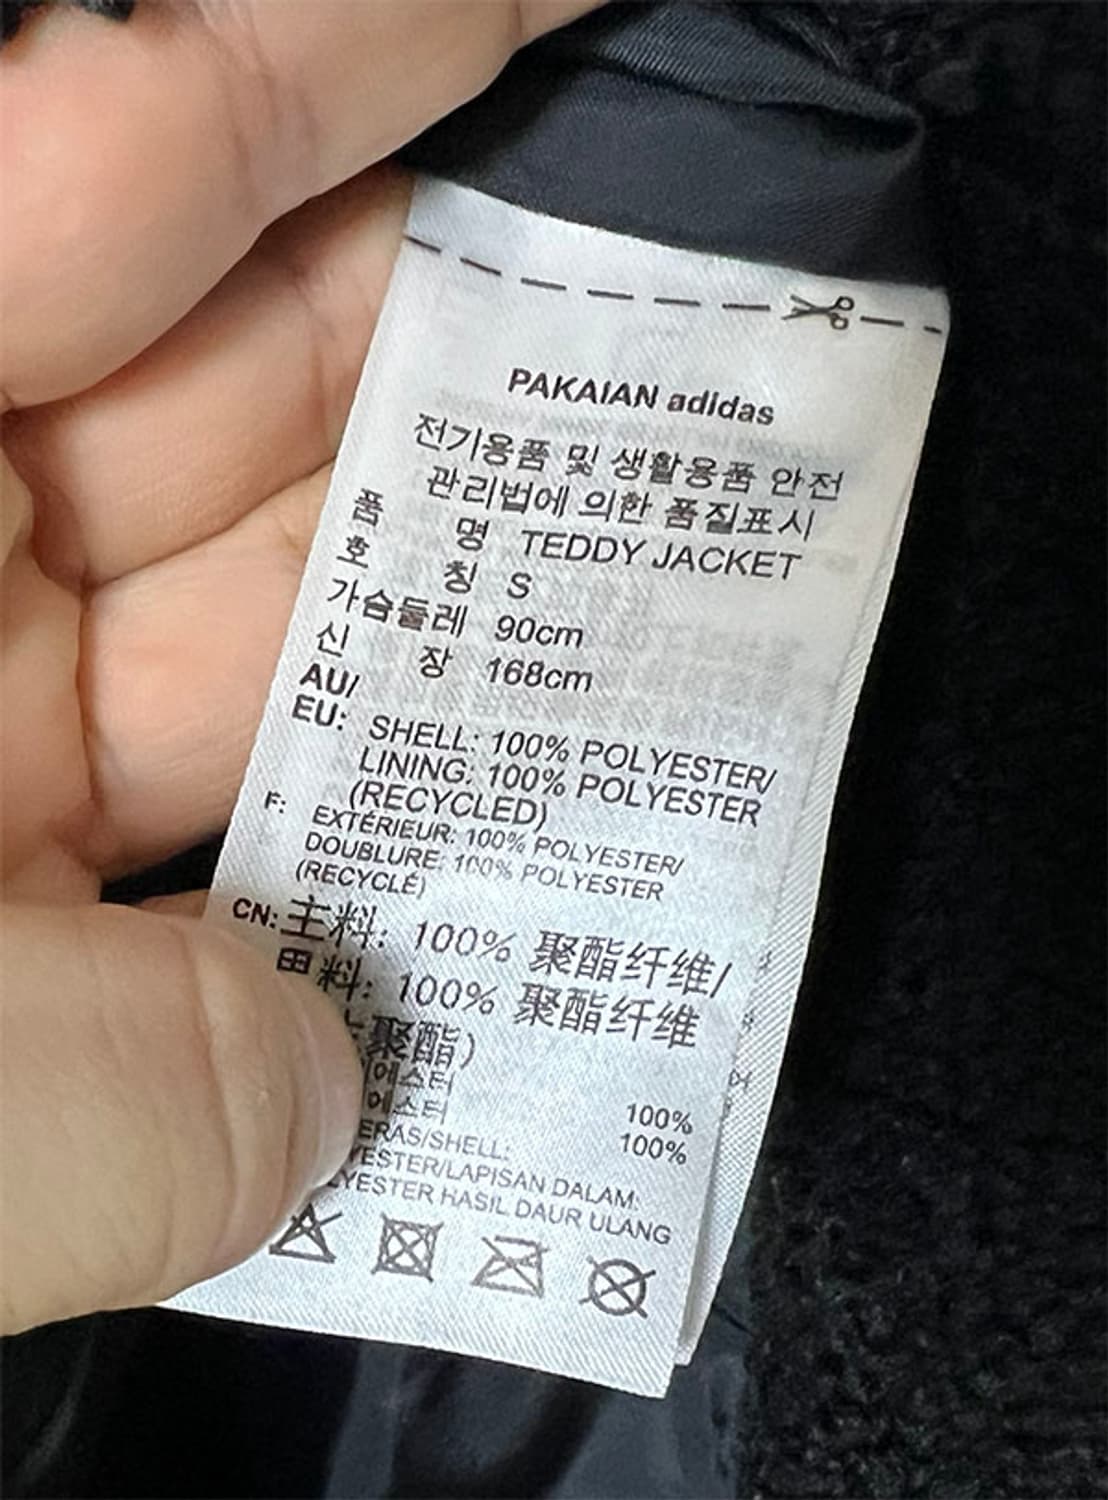 PAKAIAN adidas
전기용품 및 생활용품 안전
관리법에 의한 품질표시
품 명 TEDDY JACKET
호 칭 S
가슴둘레 90cm
신 장 168cm
AU/
EU: SHELL: 100% POLYESTER/
LINING: 100% POLYESTER
(RECYCLED)
F: EXTÉRIEUR: 100% POLYESTER/
DOUBLURE: 100% POLYESTER
(RECYCLÉ)
CN: 主料: 100% 聚酯纤维/
里料: 100% 聚酯纤维
聚酯)
에스터 100%
에스터 100%
ERAS/SHELL:
YESTER/LAPISAN DALAM:
LYESTER HASIL DAUR ULANG